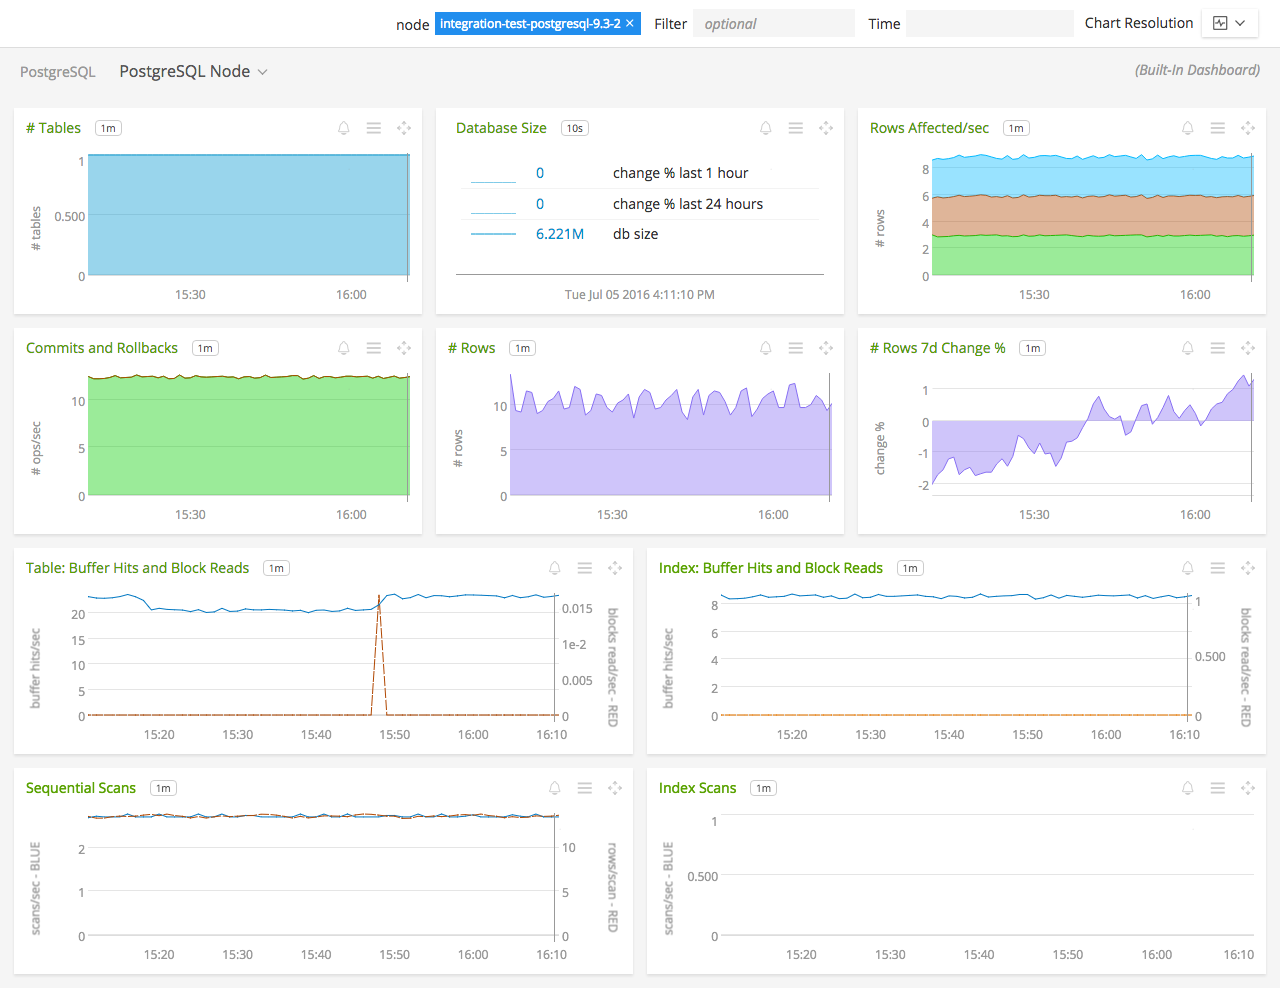 node integration-test-postgresql-9.3-2 × Filter optional Time Chart Resolution
PostgreSQL PostgreSQL Node (Built-In Dashboard)
# Tables 1m
1
0.500
0
# tables
15:30 16:00
Database Size 10s
0 change % last 1 hour
0 change % last 24 hours
6.221M db size
Tue Jul 05 2016 4:11:10 PM
Rows Affected/sec 1m
8
6
4
2
0
# rows
15:30 16:00
Commits and Rollbacks 1m
10
5
0
# ops/sec
15:30 16:00
# Rows 1m
10
5
0
# rows
15:30 16:00
# Rows 7d Change % 1m
1
0
-1
-2
change %
15:30 16:00
Table: Buffer Hits and Block Reads 1m
20
15
10
5
0
buffer hits/sec
0.015
1e-2
0.005
0
blocks read/sec - RED
15:20 15:30 15:40 15:50 16:00 16:10
Index: Buffer Hits and Block Reads 1m
8
6
4
2
0
buffer hits/sec
1
0.500
0
blocks read/sec - RED
15:20 15:30 15:40 15:50 16:00 16:10
Sequential Scans 1m
2
1
0
scans/sec - BLUE
10
5
0
rows/scan - RED
15:20 15:30 15:40 15:50 16:00 16:10
Index Scans 1m
1
0.500
0
scans/sec - BLUE
15:20 15:30 15:40 15:50 16:00 16:10